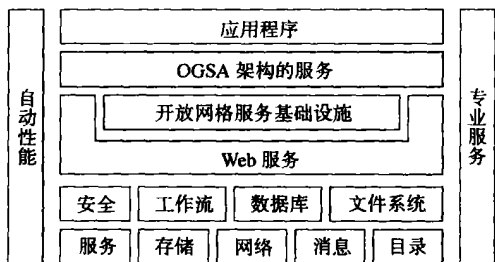 应用程序
OGSA 架构的服务
开放网格服务基础设施
Web 服务
安全 工作流 数据库 文件系统
服务 存储 网络 消息 目录
自动性能
专业服务